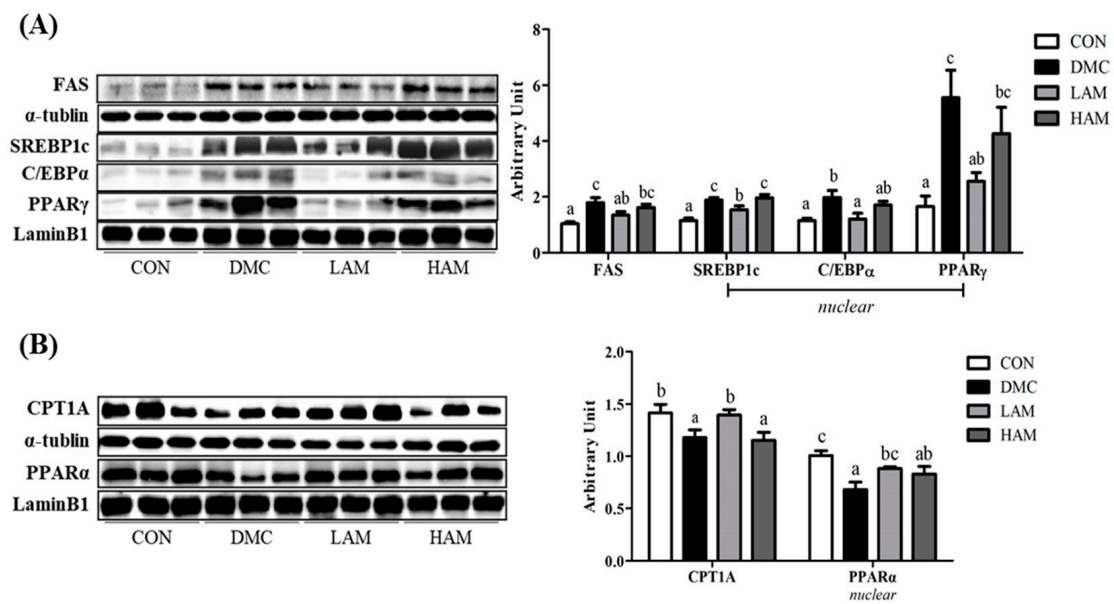 (A)
FAS
α-tublin
SREBP1c
C/EBPα
PPARγ
LaminB1
CON DMC LAM HAM
Arbitrary Unit
8
6
4
2
0
a c ab bc
a c b c
a b a ab
a c ab bc
FAS SREBP1c C/EBPα PPARγ
nuclear
CON
DMC
LAM
HAM
(B)
CPT1A
α-tublin
PPARα
LaminB1
CON DMC LAM HAM
Arbitrary Unit
2.0
1.5
1.0
0.5
0.0
b a b a
c a bc ab
CPT1A PPARα
nuclear
CON
DMC
LAM
HAM